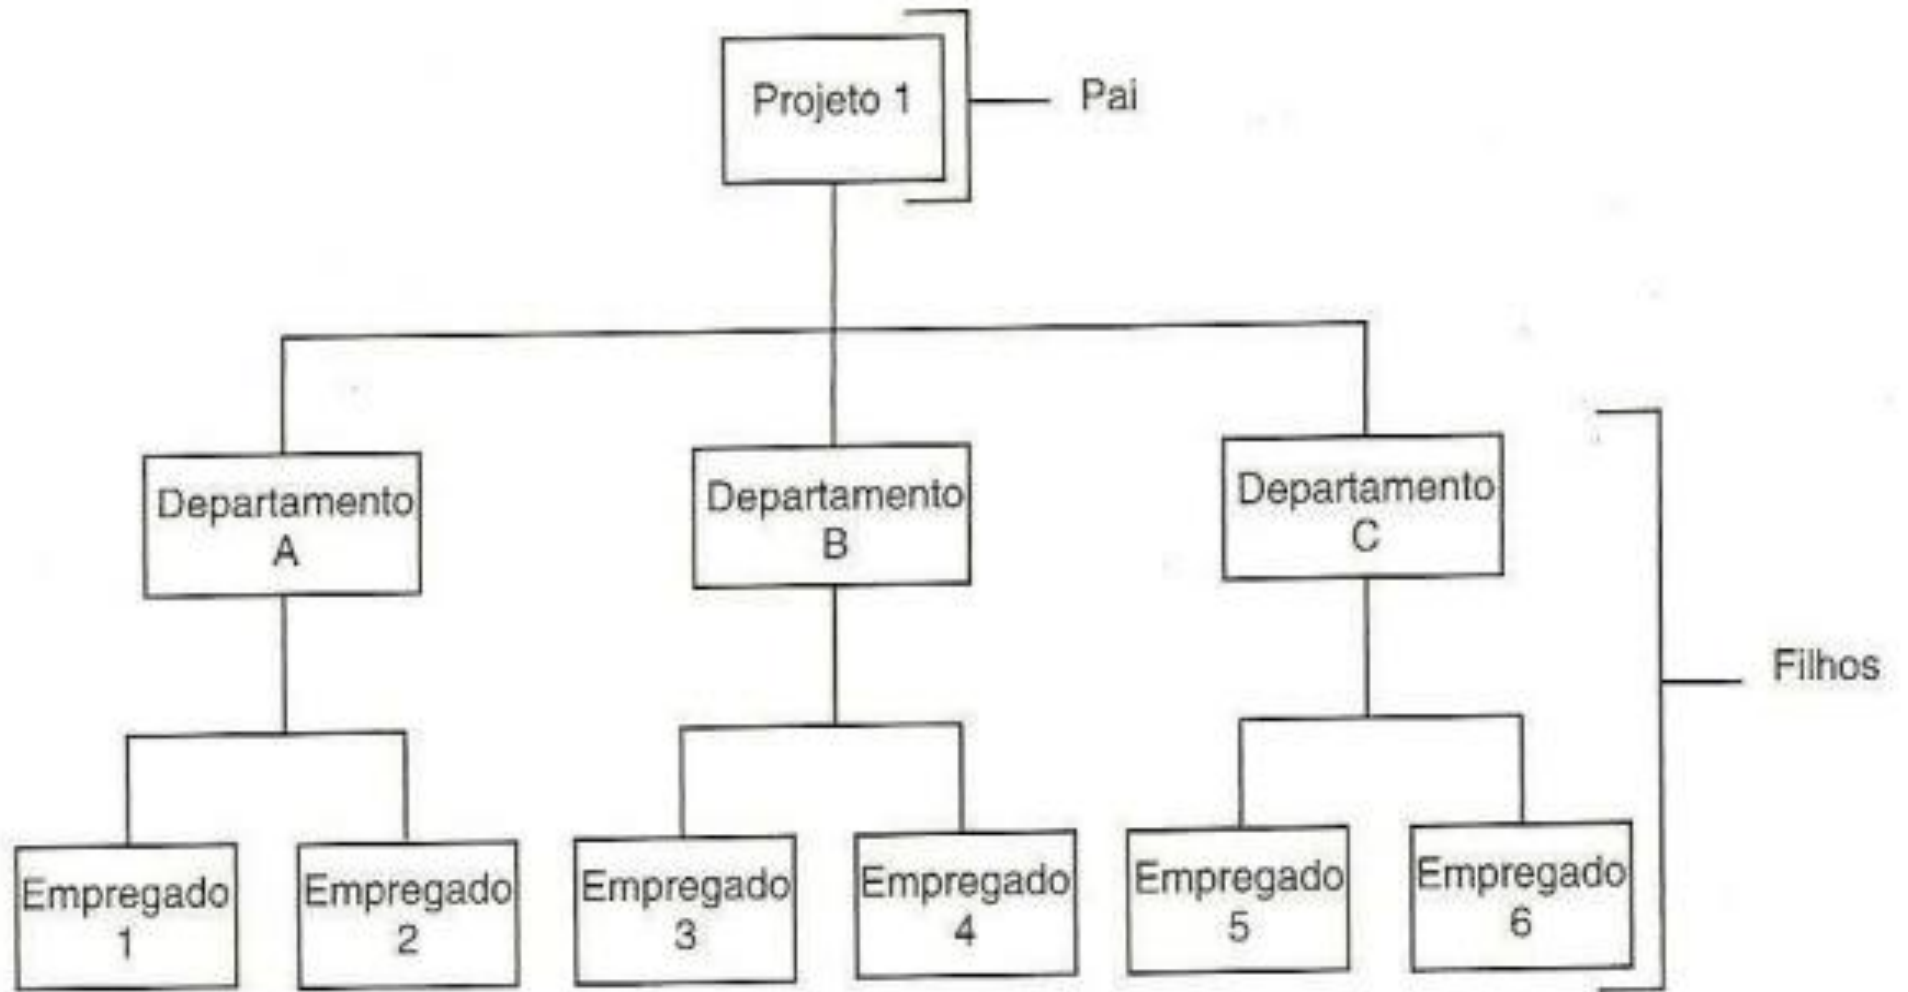 Projeto 1
Pai
Departamento
A
Departamento
B
Departamento
C
Filhos
Empregado
1
Empregado
2
Empregado
3
Empregado
4
Empregado
5
Empregado
6